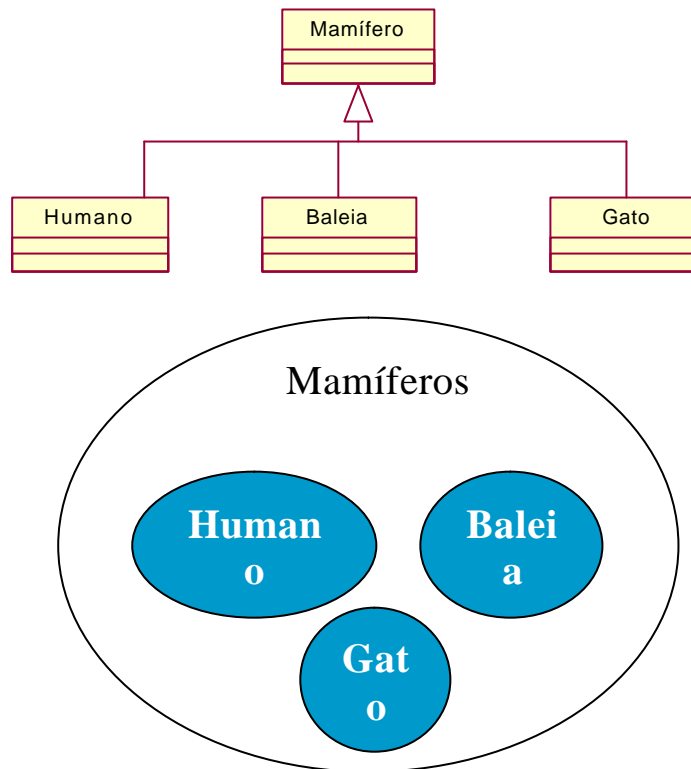 Mamífero
Humano
Baleia
Gato
Mamíferos
Human
o
Balei
a
Gat
o